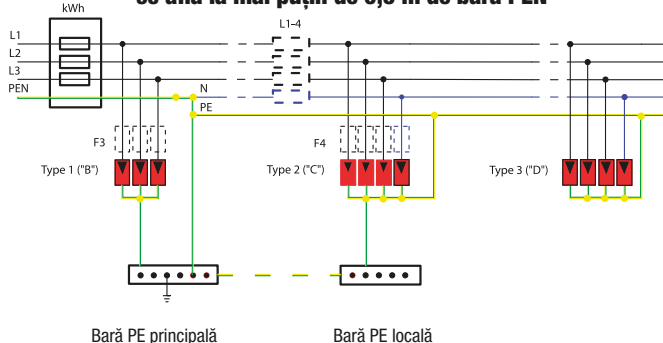 se află la mai puţin de 0,5 m de bara PEN
kWh
L1
L2
L3
PEN
L1-4
N
PE
F3
F4
Type 1 ("B")
Type 2 ("C")
Type 3 ("D")
Bară PE principală
Bară PE locală